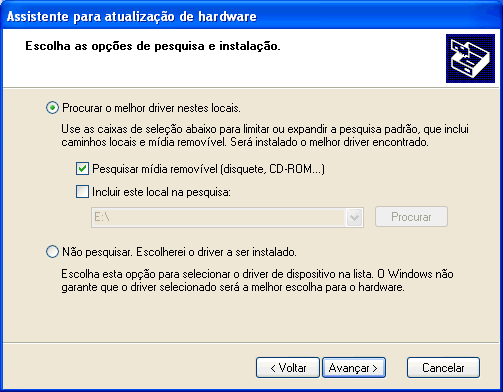 Assistente para atualização de hardware
Escolha as opções de pesquisa e instalação.
Procurar o melhor driver nestes locais.
Use as caixas de seleção abaixo para limitar ou expandir a pesquisa padrão, que inclui
caminhos locais e mídia removível. Será instalado o melhor driver encontrado.
Pesquisar mídia removível (disquete, CD-ROM...)
Incluir este local na pesquisa:
E:\
Procurar
Não pesquisar. Escolherei o driver a ser instalado.
Escolha esta opção para selecionar o driver de dispositivo na lista. O Windows não
garante que o driver selecionado será a melhor escolha para o hardware.
< Voltar
Avançar >
Cancelar